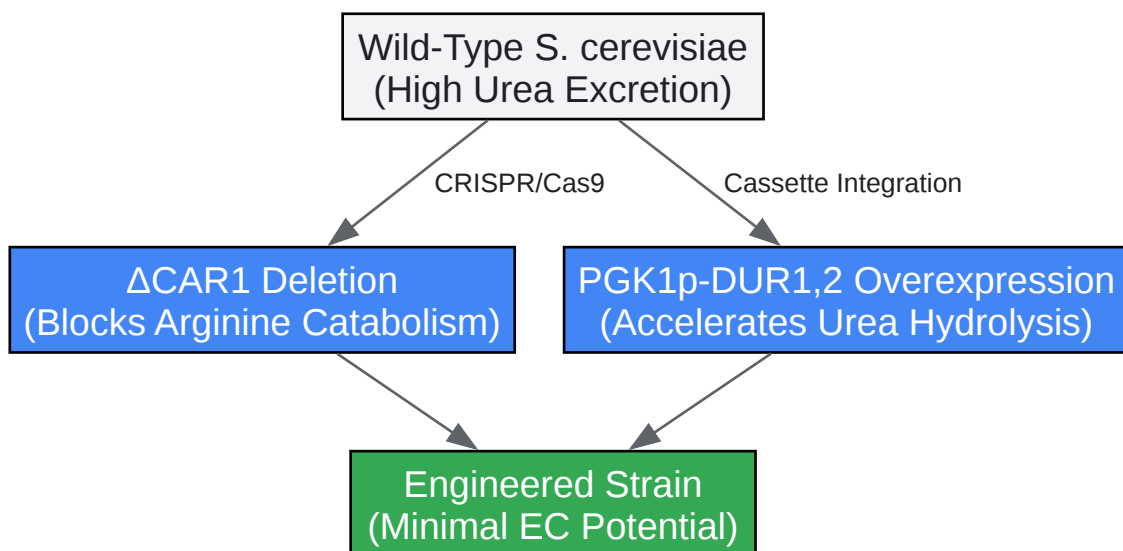 Wild-Type S. cerevisiae
(High Urea Excretion)
CRISPR/Cas9
Cassette Integration
ΔCAR1 Deletion
(Blocks Arginine Catabolism)
PGK1p-DUR1,2 Overexpression
(Accelerates Urea Hydrolysis)
Engineered Strain
(Minimal EC Potential)